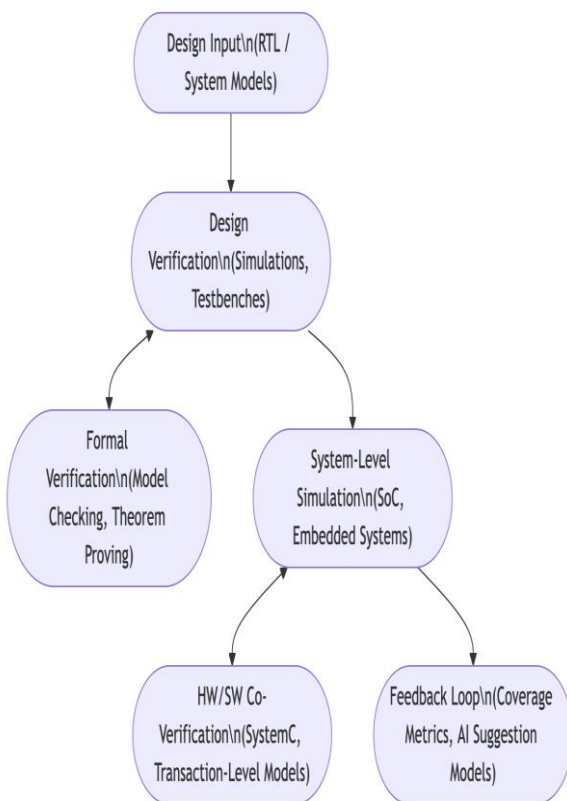 Design Input\n(RTL /
System Models)
Design
Verification\n(Simulations,
Testbenches)
Formal
Verification\n(Model
Checking, Theorem
Proving)
System-Level
Simulation\n(SoC,
Embedded Systems)
HW/SW Co-
Verification\n(SystemC,
Transaction-Level Models)
Feedback Loop\n(Coverage
Metrics, AI Suggestion
Models)